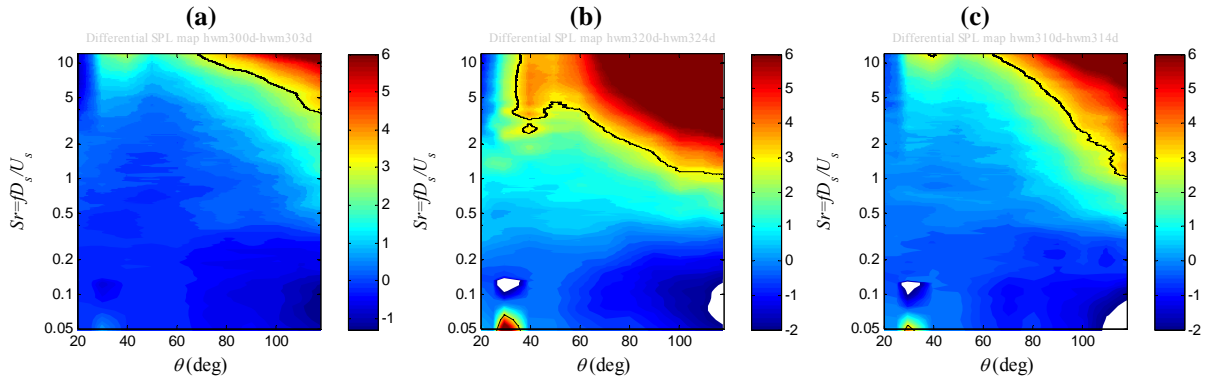 (a) (b) (c)
Differential SPL map hwm300d-hwm303d Differential SPL map hwm320d-hwm324d Differential SPL map hwm310d-hwm314d
10 6 10 6 10 6
5 5 5 5 5 5
4 4 4
2 3 2 3 2 3
1 2 1 2 1 2
0.5 1 0.5 1 0.5 1
0.2 0 0.2 0 0.2 0
0.1 -1 0.1 -1 0.1 -1
0.05 0.05 -2 0.05 -2
20 40 60 80 100 20 40 60 80 100 20 40 60 80 100
Sr=fD_s/U_s Sr=fD_s/U_s Sr=fD_s/U_s
θ (deg) θ (deg) θ (deg)